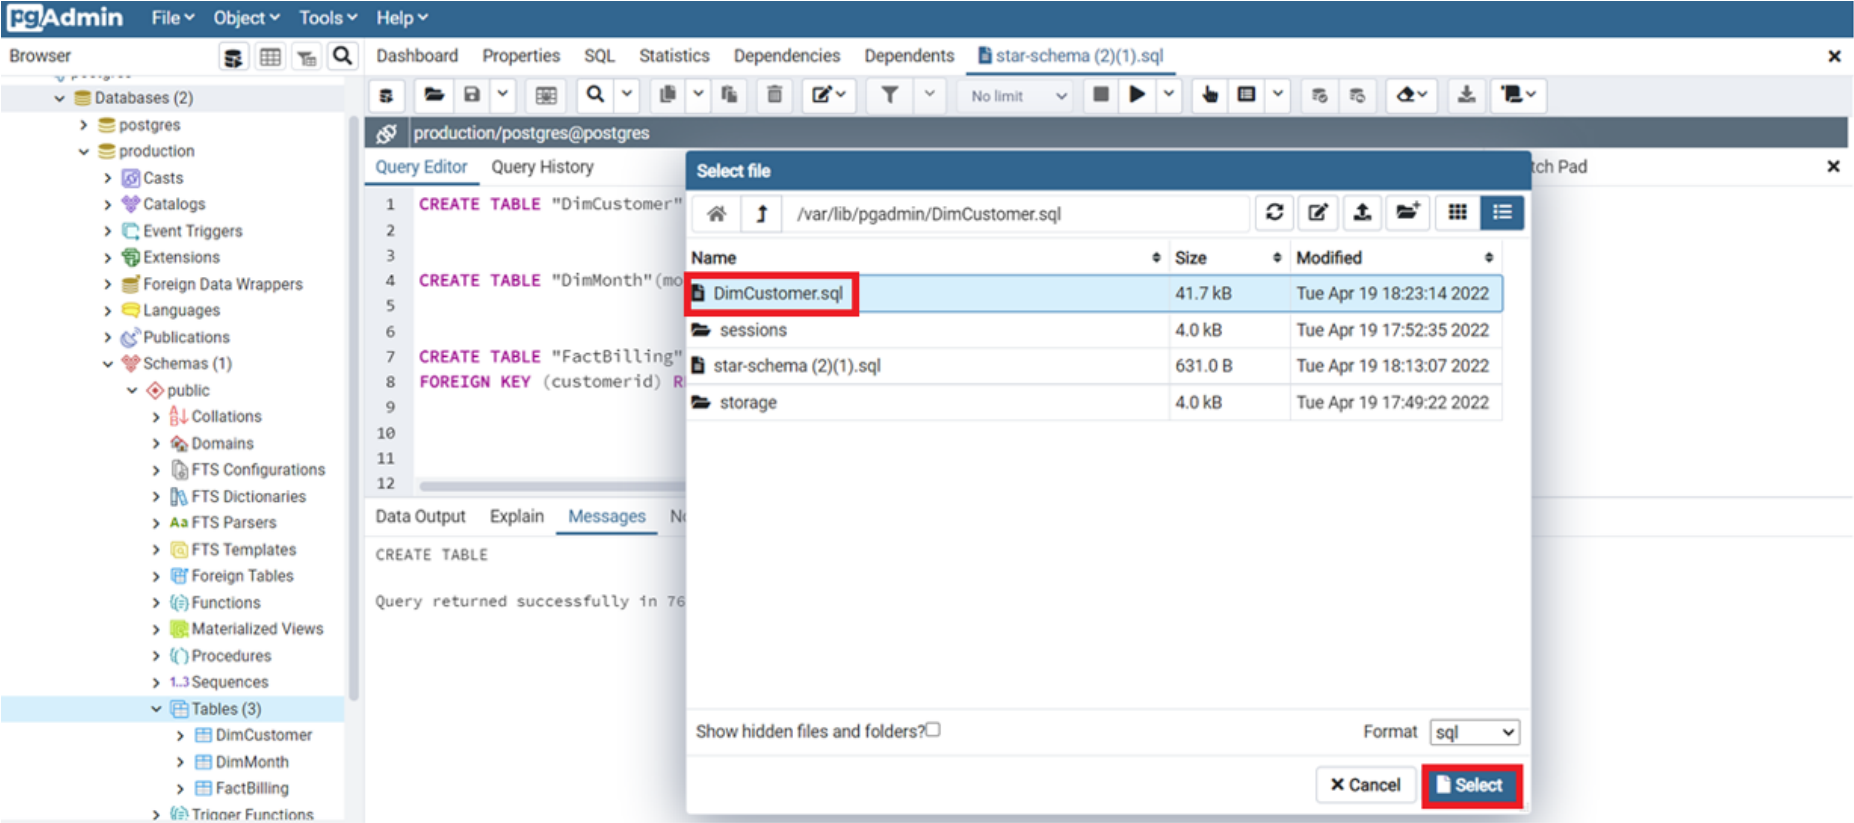 pgAdmin File Object Tools Help
Browser
Dashboard Properties SQL Statistics Dependencies Dependents star-schema (2)(1).sql
Databases (2)
postgres
production
Casts
Catalogs
Event Triggers
Extensions
Foreign Data Wrappers
Languages
Publications
Schemas (1)
public
Collations
Domains
FTS Configurations
FTS Dictionaries
Aa FTS Parsers
FTS Templates
Foreign Tables
Functions
Materialized Views
Procedures
1..3 Sequences
Tables (3)
DimCustomer
DimMonth
FactBilling
Trigger Functions
No limit
production/postgres@postgres
Query Editor Query History
tch Pad
1 CREATE TABLE "DimCustomer"
2
3
4 CREATE TABLE "DimMonth"(mo
5
6
7 CREATE TABLE "FactBilling"
8 FOREIGN KEY (customerid) R
9
10
11
12
Data Output Explain Messages
CREATE TABLE
Query returned successfully in 76
Select file
/var/lib/pgadmin/DimCustomer.sql
Name Size Modified
DimCustomer.sql 41.7 kB Tue Apr 19 18:23:14 2022
sessions 4.0 kB Tue Apr 19 17:52:35 2022
star-schema (2)(1).sql 631.0 B Tue Apr 19 18:13:07 2022
storage 4.0 kB Tue Apr 19 17:49:22 2022
Show hidden files and folders? Format sql
Cancel Select